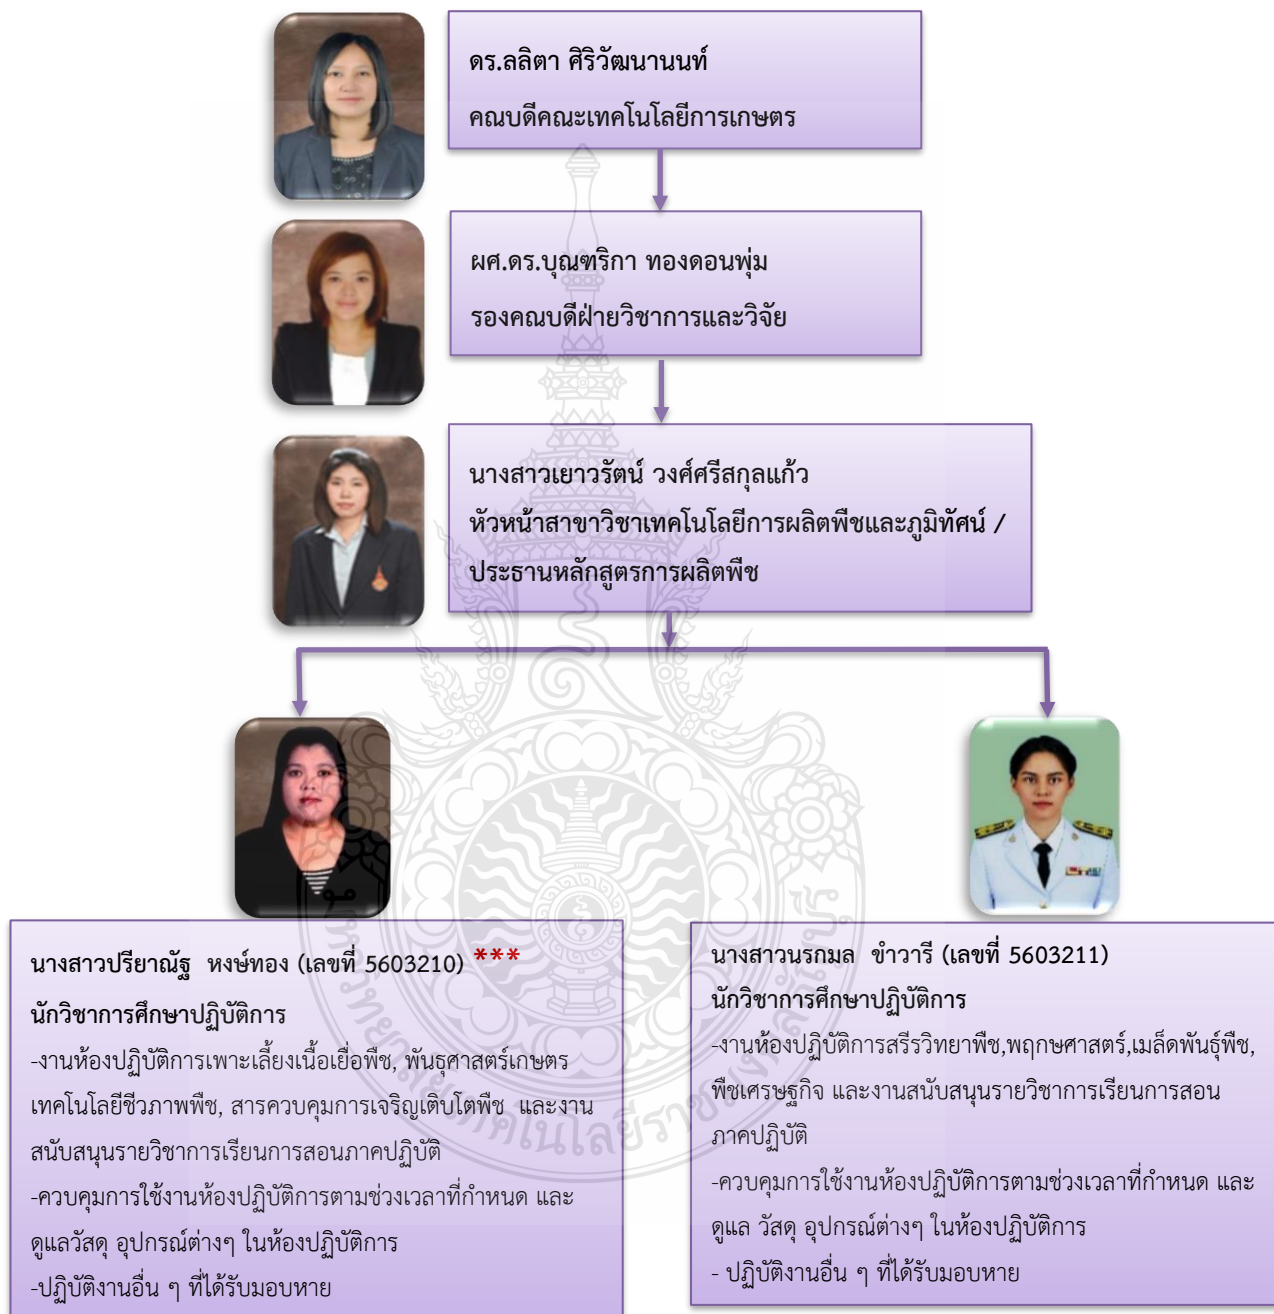 ดร.ลลิตา ศิริวัฒนานนท์
คณบดีคณะเทคโนโลยีการเกษตร
ผศ.ดร.บุณฑริกา ทองดอนพุ่ม
รองคณบดีฝ่ายวิชาการและวิจัย
นางสาวเยาวรัตน์ วงศ์ศรีสกุลแก้ว
หัวหน้าสาขาวิชาเทคโนโลยีการผลิตพืชและภูมิทัศน์ /
ประธานหลักสูตรการผลิตพืช
นางสาวปรียาณัฐ หงษ์ทอง (เลขที่ 5603210) ***
นักวิชาการศึกษาปฏิบัติการ
-งานห้องปฏิบัติการเพาะเลี้ยงเนื้อเยื่อพืช, พันธุศาสตร์เกษตร
เทคโนโลยีชีวภาพพืช, สารควบคุมการเจริญเติบโตพืช และงาน
สนับสนุนรายวิชาการเรียนการสอนภาคปฏิบัติ
-ควบคุมการใช้งานห้องปฏิบัติการตามช่วงเวลาที่กำหนด และ
ดูแลวัสดุ อุปกรณ์ต่างๆ ในห้องปฏิบัติการ
-ปฏิบัติงานอื่น ๆ ที่ได้รับมอบหาย
นางสาวนรกมล ขำวารี (เลขที่ 5603211)
นักวิชาการศึกษาปฏิบัติการ
-งานห้องปฏิบัติการสรีรวิทยาพืช,พฤกษศาสตร์,เมล็ดพันธุ์พืช,
พืชเศรษฐกิจ และงานสนับสนุนรายวิชาการเรียนการสอน
ภาคปฏิบัติ
-ควบคุมการใช้งานห้องปฏิบัติการตามช่วงเวลาที่กำหนด และ
ดูแล วัสดุ อุปกรณ์ต่างๆ ในห้องปฏิบัติการ
- ปฏิบัติงานอื่น ๆ ที่ได้รับมอบหาย